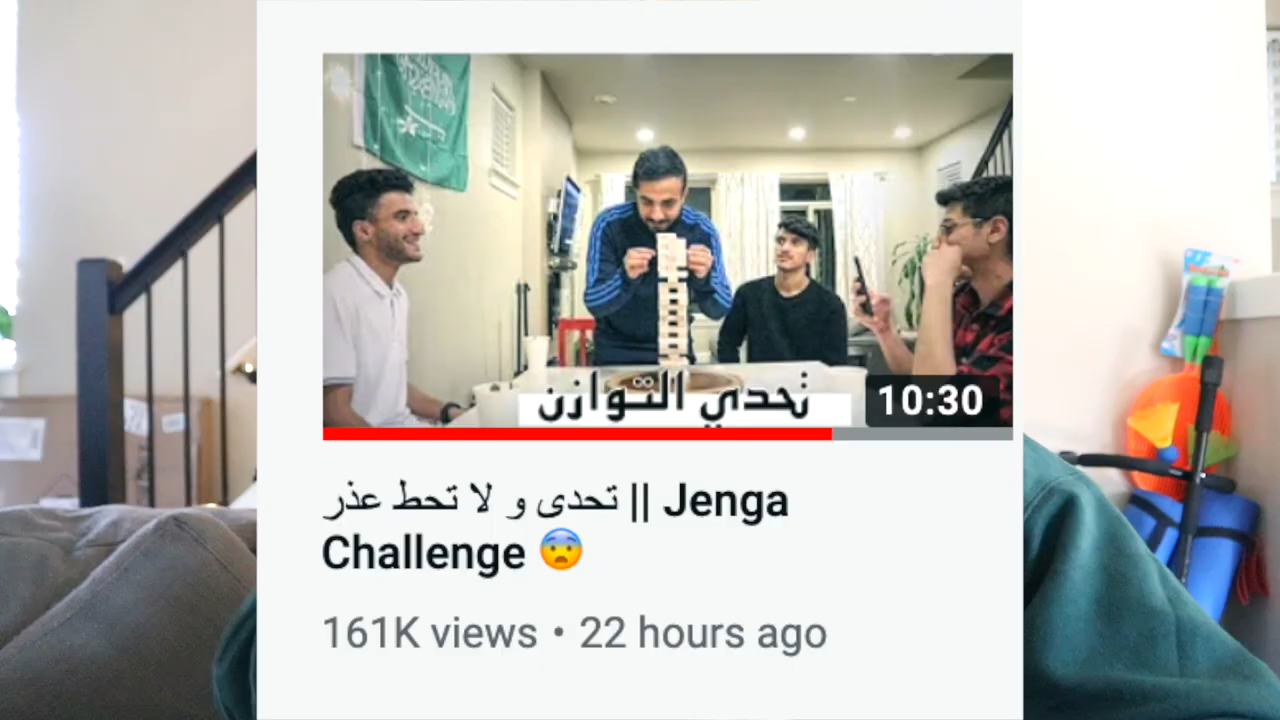 تحدي التوازن
10:30
تحدى و لا تحط عذر || Jenga
Challenge 😨
161K views • 22 hours ago